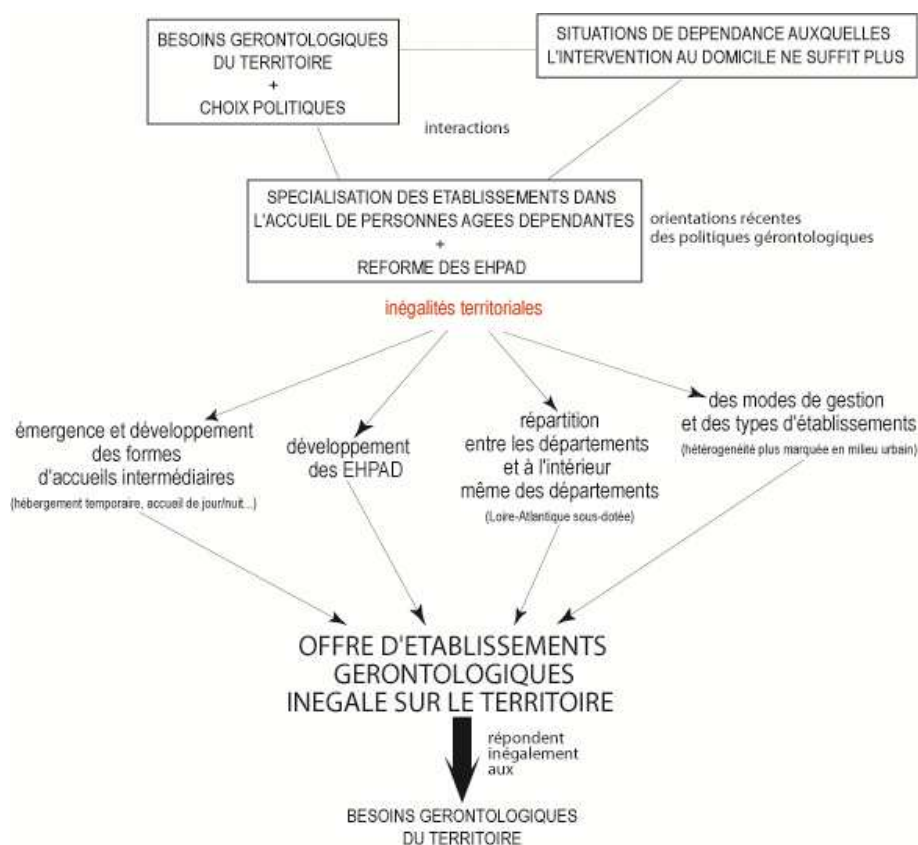 BESOINS GERONTOLOGIQUES
DU TERRITOIRE
+
CHOIX POLITIQUES
SITUATIONS DE DEPENDANCE AUXQUELLES
L'INTERVENTION AU DOMICILE NE SUFFIT PLUS
interactions
SPECIALISATION DES ETABLISSEMENTS DANS
L'ACCUEIL DE PERSONNES AGEES DEPENDANTES
+
REFORME DES EHPAD
orientations récentes
des politiques gérontologiques
inégalités territoriales
émergence et développement
des formes
d'accueils intermédiaires
(hébergement temporaire, accueil de jour/nuit...)
développement
des EHPAD
répartition
entre les départements
et à l'intérieur
même des départements
(Loire-Atlantique sous-dotée)
des modes de gestion
et des types d'établissements
(hétérogénéité plus marquée en milieu urbain)
OFFRE D'ETABLISSEMENTS
GERONTOLOGIQUES
INEGALE SUR LE TERRITOIRE
répondent
inégalement
aux
BESOINS GERONTOLOGIQUES
DU TERRITOIRE